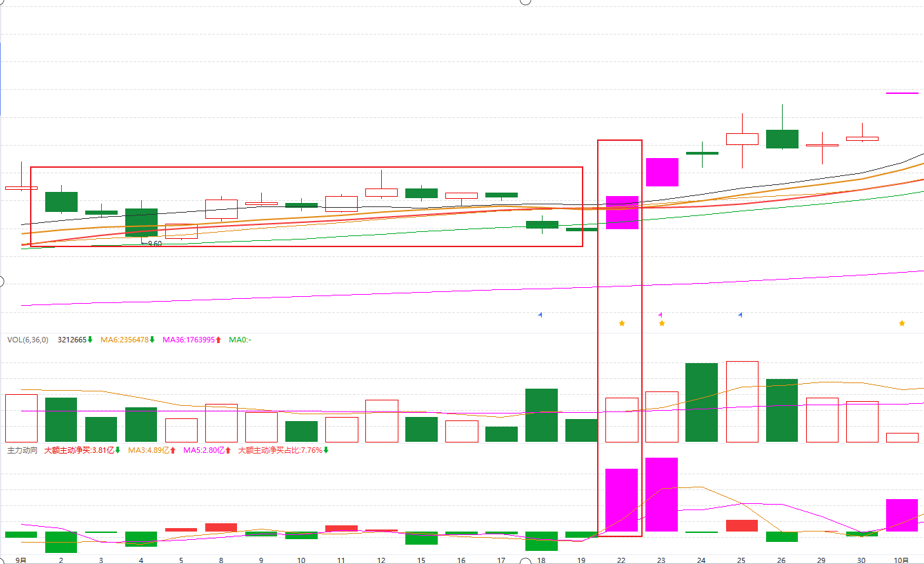 9.60
VOL(6,36,0) 3212665 MA6:2356478 MA36:1763995 MA0:-
主力动向 大额主动净买:3.81亿 MA3:4.89亿 MA5:2.80亿 大额主动净买占比:7.76%
9月 2 3 4 5 8 9 10 11 12 15 16 17 18 19 22 23 24 25 26 29 30 10月